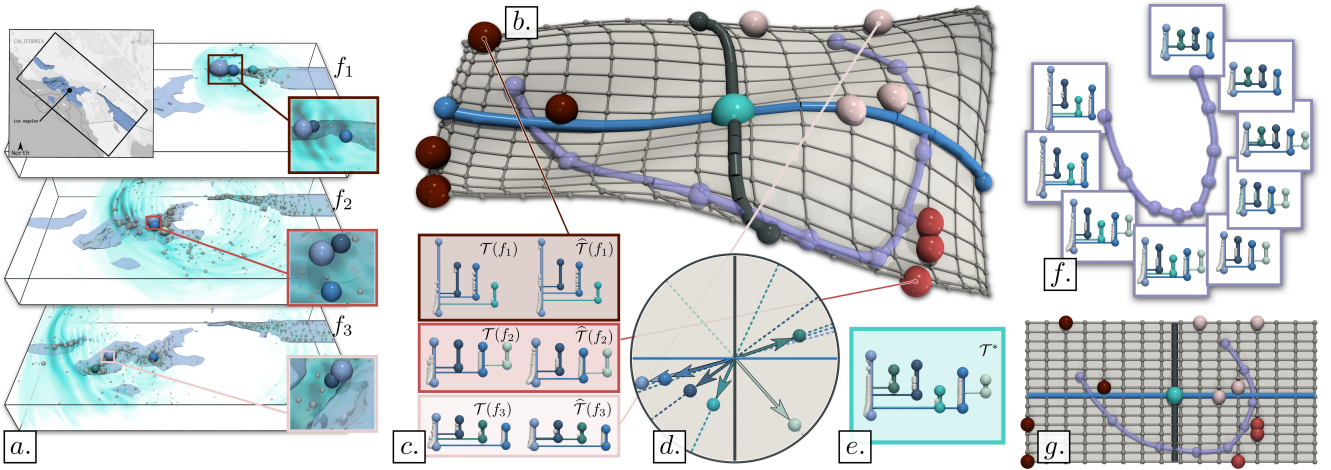 CALIFORNIA
Los angeles
North
f₁
f₂
f₃
a.
b.
𝒯(f₁) 𝒯̂(f₁)
𝒯(f₂) 𝒯̂(f₂)
𝒯(f₃) 𝒯̂(f₃)
c.
d.
𝒯*
e.
f.
g.